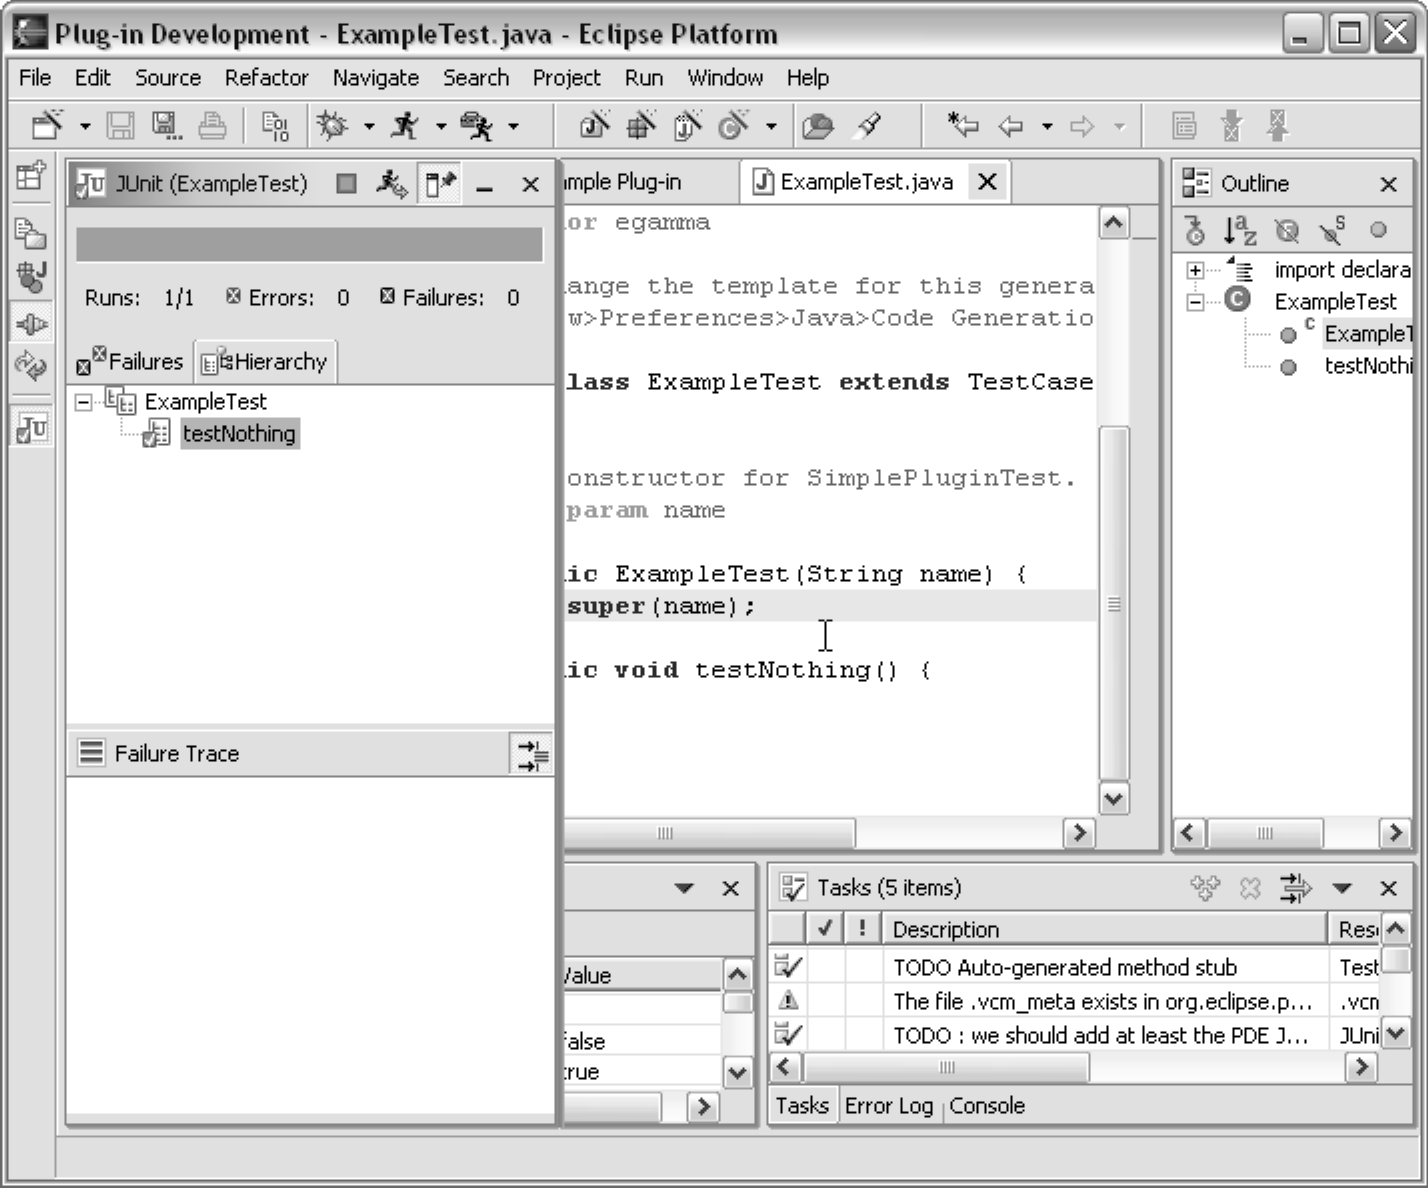 Plug-in Development - ExampleTest.java - Eclipse Platform
File Edit Source Refactor Navigate Search Project Run Window Help
JUnit (ExampleTest)
Runs: 1/1 Errors: 0 Failures: 0
Failures Hierarchy
ExampleTest
testNothing
Failure Trace
mple Plug-in
ExampleTest.java
or egamma
ange the template for this genera
w>Preferences>Java>Code Generatio
lass ExampleTest extends TestCase
onstructor for SimplePluginTest.
param name
ic ExampleTest(String name) {
super(name);
ic void testNothing() {
Outline
import declara
ExampleTest
ExampleT
testNothi
Value
false
true
Tasks (5 items)
! Description Res
TODO Auto-generated method stub Test
The file .vcm_meta exists in org.eclipse.p... .vcm
TODO : we should add at least the PDE J... JUni
Tasks Error Log Console